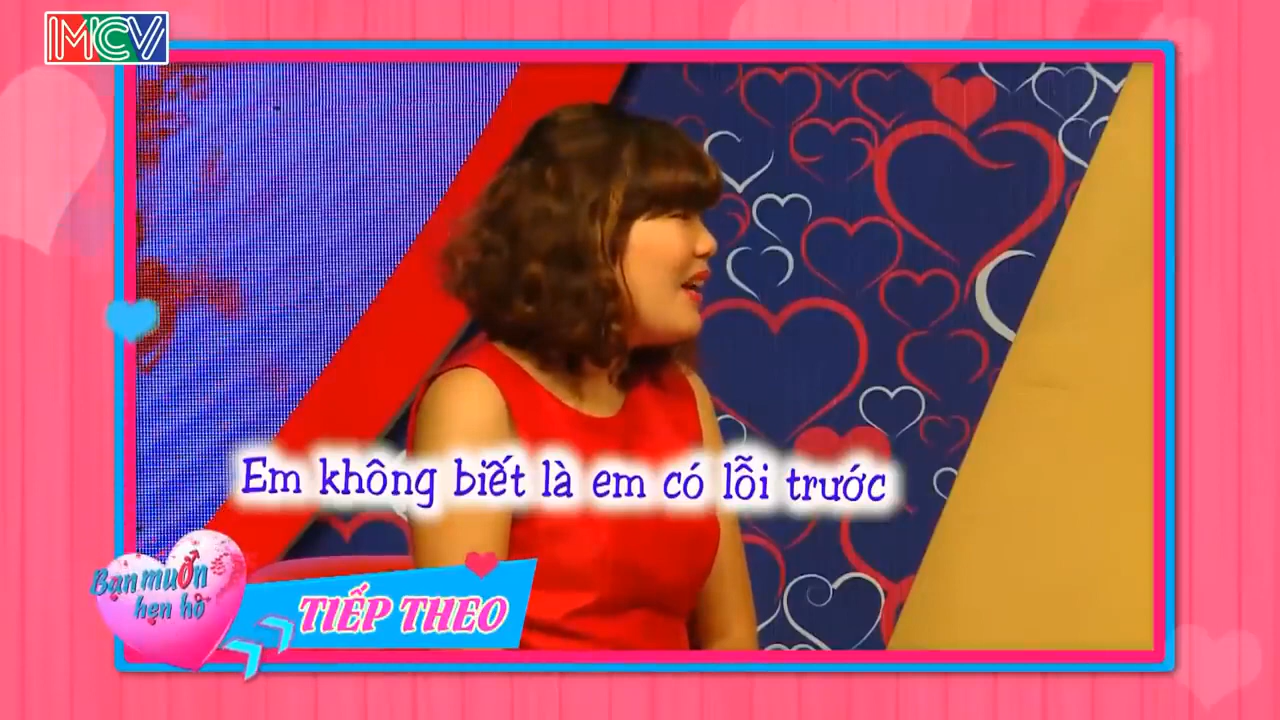 MCV
Em không biết là em có lỗi trước
Bạn muốn
hẹn hò
TIẾP THEO